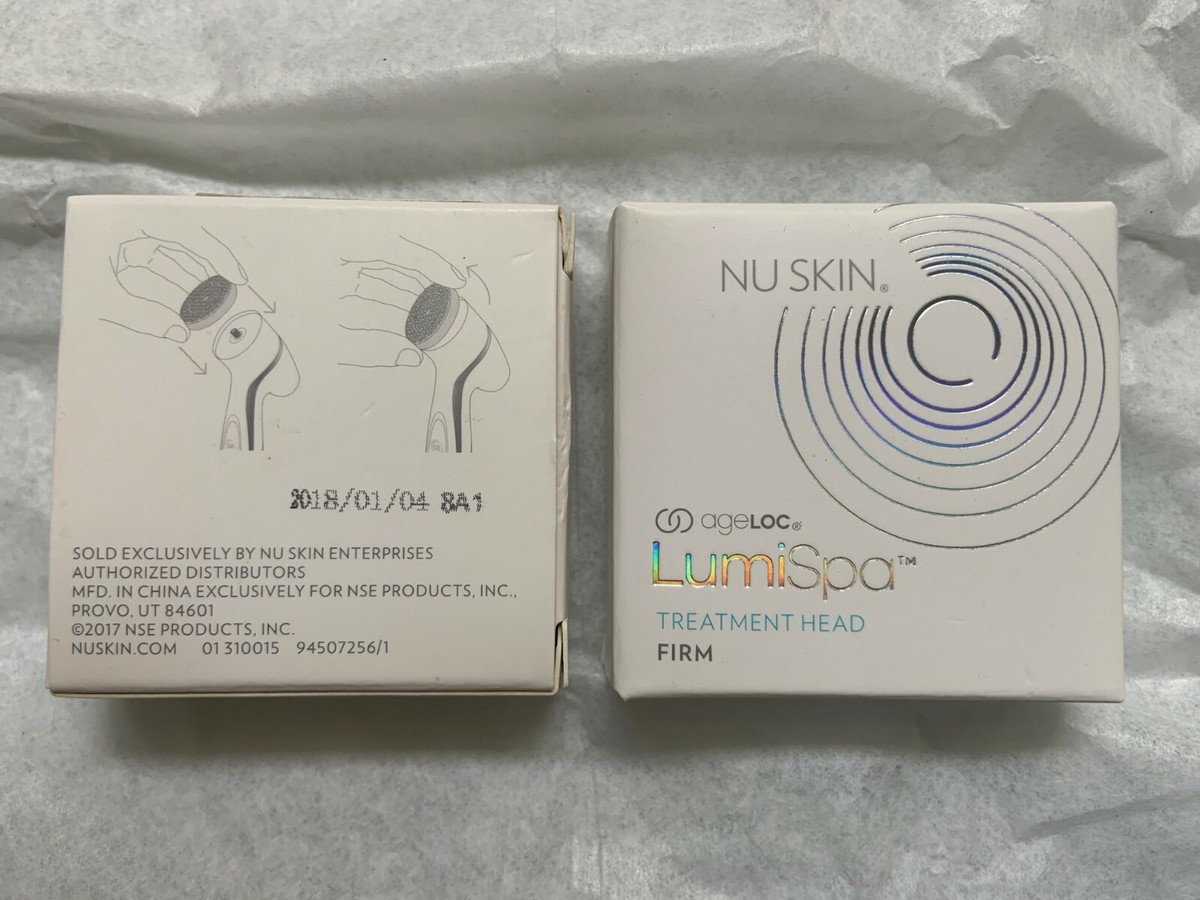 2018/01/04 8A1
SOLD EXCLUSIVELY BY NU SKIN ENTERPRISES
AUTHORIZED DISTRIBUTORS
MFD. IN CHINA EXCLUSIVELY FOR NSE PRODUCTS, INC.,
PROVO, UT 84601
©2017 NSE PRODUCTS, INC.
NUSKIN.COM 01 310015 94507256/1
NU SKIN®
ageLOC®
LumiSpa™
TREATMENT HEAD
FIRM